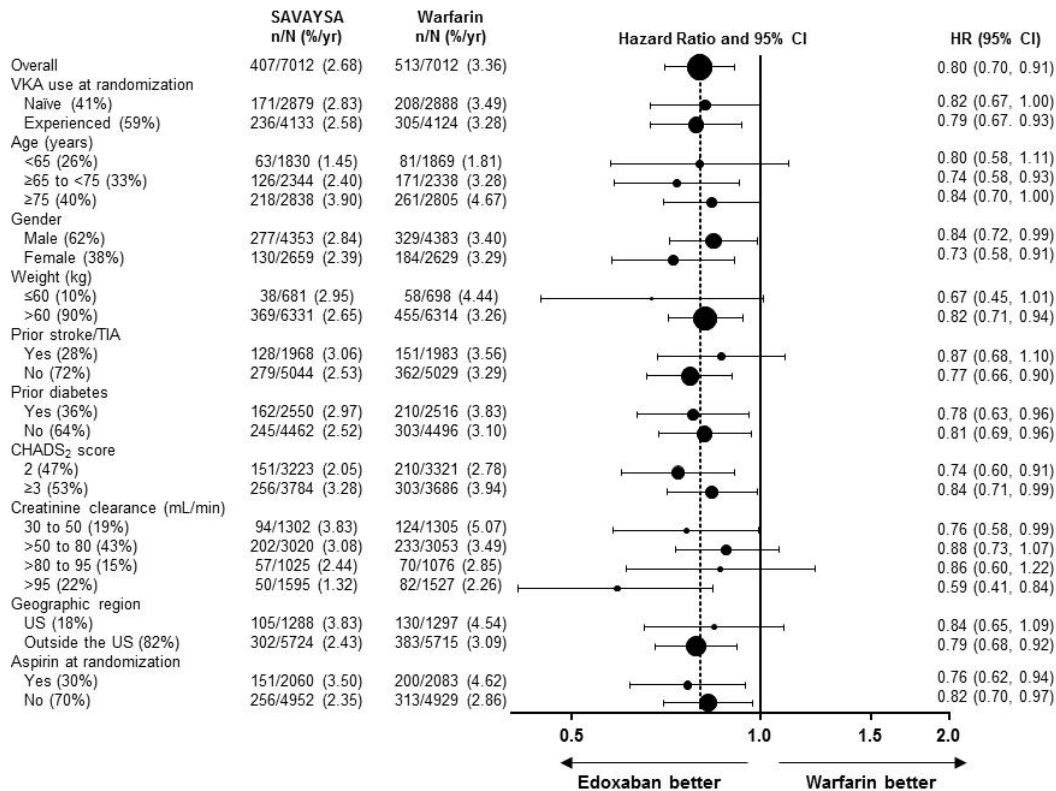 SAVAYSA Warfarin
n/N (%/yr) n/N (%/yr) Hazard Ratio and 95% CI HR (95% CI)
Overall 407/7012 (2.68) 513/7012 (3.36) 0.80 (0.70, 0.91)
VKA use at randomization
Naïve (41%) 171/2879 (2.83) 208/2888 (3.49) 0.82 (0.67, 1.00)
Experienced (59%) 236/4133 (2.58) 305/4124 (3.28) 0.79 (0.67. 0.93)
Age (years)
<65 (26%) 63/1830 (1.45) 81/1869 (1.81) 0.80 (0.58, 1.11)
≥65 to <75 (33%) 126/2344 (2.40) 171/2338 (3.28) 0.74 (0.58, 0.93)
≥75 (40%) 218/2838 (3.90) 261/2805 (4.67) 0.84 (0.70, 1.00)
Gender
Male (62%) 277/4353 (2.84) 329/4383 (3.40) 0.84 (0.72, 0.99)
Female (38%) 130/2659 (2.39) 184/2629 (3.29) 0.73 (0.58, 0.91)
Weight (kg)
≤60 (10%) 38/681 (2.95) 58/698 (4.44) 0.67 (0.45, 1.01)
>60 (90%) 369/6331 (2.65) 455/6314 (3.26) 0.82 (0.71, 0.94)
Prior stroke/TIA
Yes (28%) 128/1968 (3.06) 151/1983 (3.56) 0.87 (0.68, 1.10)
No (72%) 279/5044 (2.53) 362/5029 (3.29) 0.77 (0.66, 0.90)
Prior diabetes
Yes (36%) 162/2550 (2.97) 210/2516 (3.83) 0.78 (0.63, 0.96)
No (64%) 245/4462 (2.52) 303/4496 (3.10) 0.81 (0.69, 0.96)
CHADS₂ score
2 (47%) 151/3223 (2.05) 210/3321 (2.78) 0.74 (0.60, 0.91)
≥3 (53%) 256/3784 (3.28) 303/3686 (3.94) 0.84 (0.71, 0.99)
Creatinine clearance (mL/min)
30 to 50 (19%) 94/1302 (3.83) 124/1305 (5.07) 0.76 (0.58, 0.99)
>50 to 80 (43%) 202/3020 (3.08) 233/3053 (3.49) 0.88 (0.73, 1.07)
>80 to 95 (15%) 57/1025 (2.44) 70/1076 (2.85) 0.86 (0.60, 1.22)
>95 (22%) 50/1595 (1.32) 82/1527 (2.26) 0.59 (0.41, 0.84)
Geographic region
US (18%) 105/1288 (3.83) 130/1297 (4.54) 0.84 (0.65, 1.09)
Outside the US (82%) 302/5724 (2.43) 383/5715 (3.09) 0.79 (0.68, 0.92)
Aspirin at randomization
Yes (30%) 151/2060 (3.50) 200/2083 (4.62) 0.76 (0.62, 0.94)
No (70%) 256/4952 (2.35) 313/4929 (2.86) 0.82 (0.70, 0.97)
0.5 1.0 1.5 2.0
Edoxaban better Warfarin better